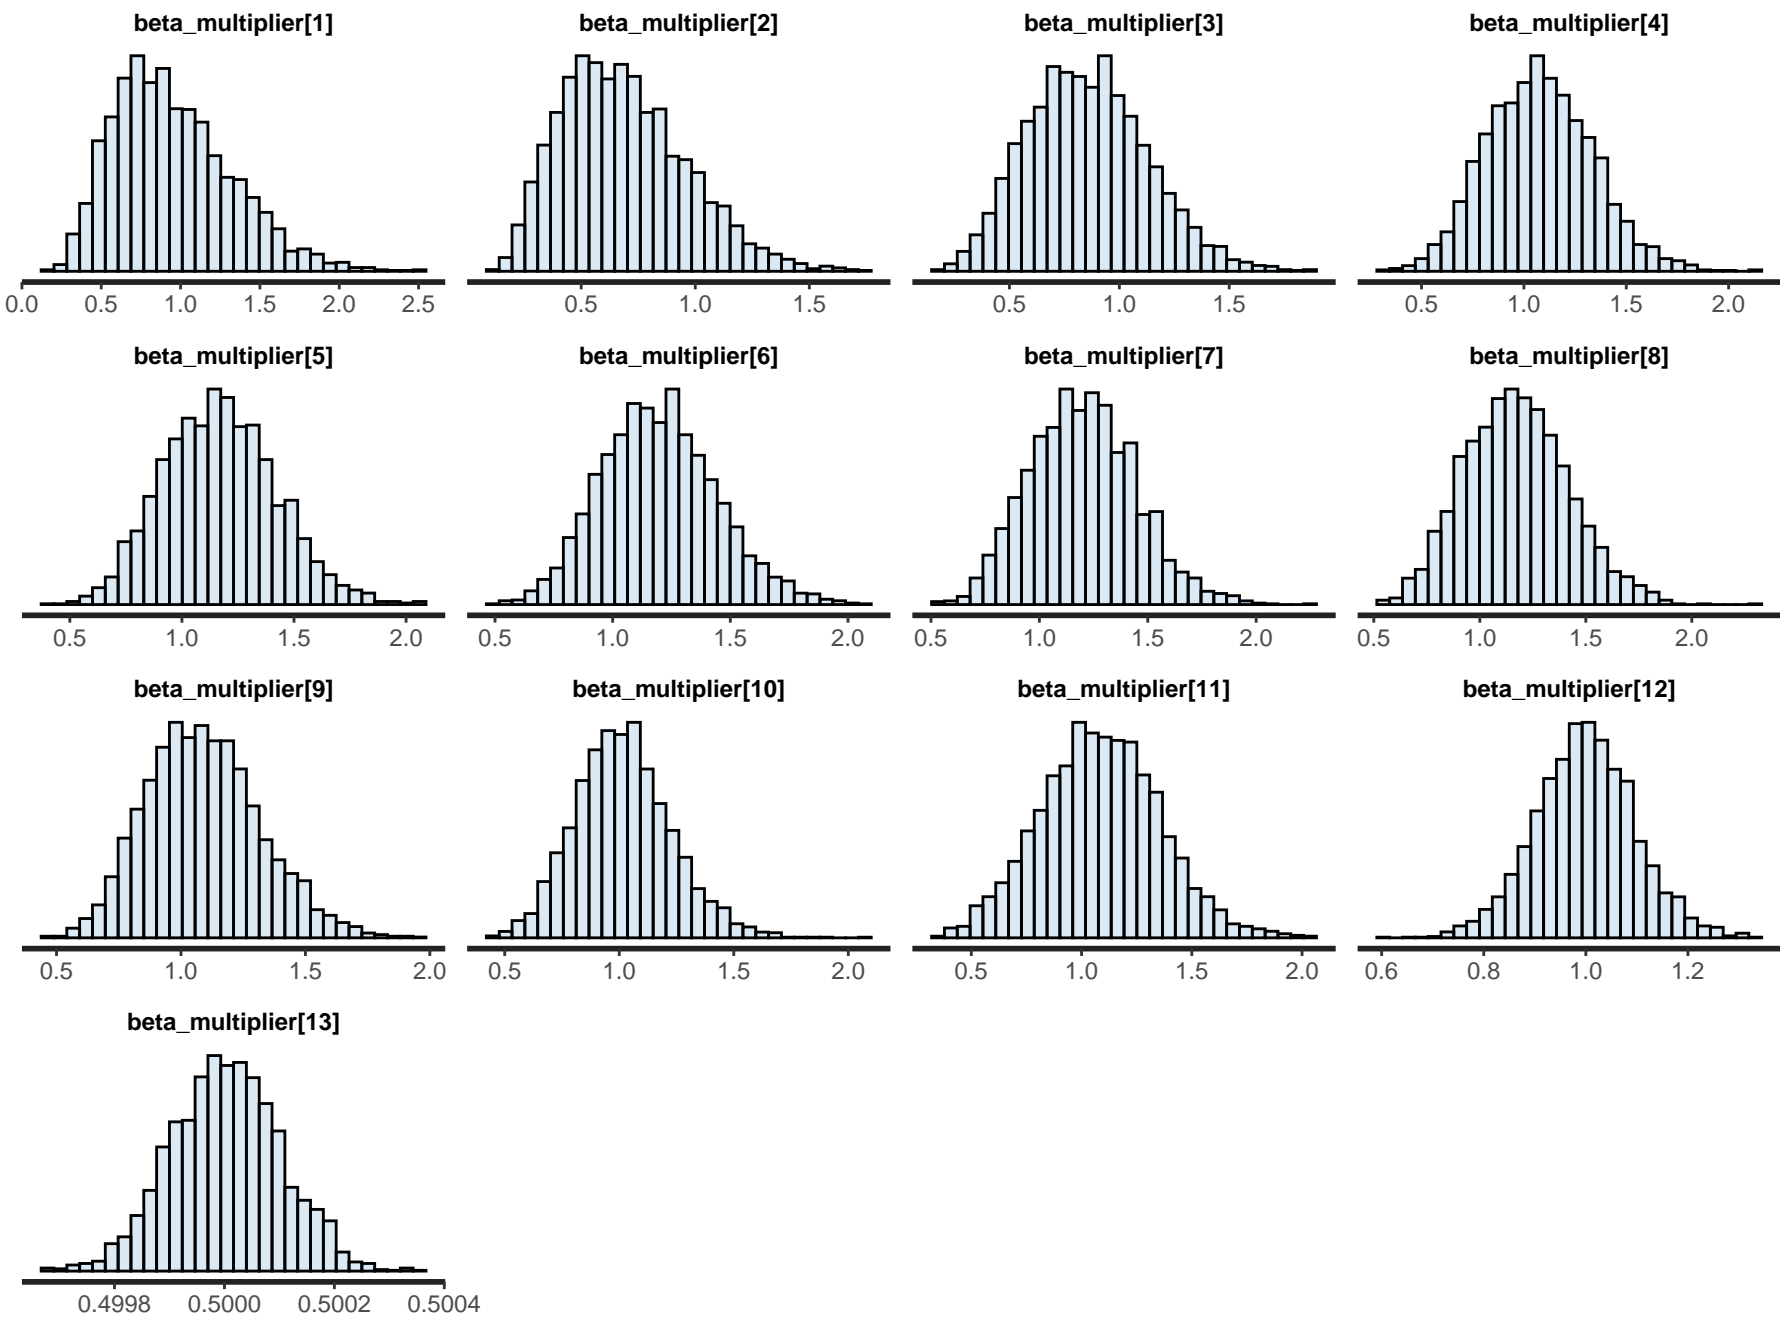 beta_multiplier[1] beta_multiplier[2] beta_multiplier[3] beta_multiplier[4]
0.0 0.5 1.0 1.5 2.0 2.5 0.5 1.0 1.5 0.5 1.0 1.5 0.5 1.0 1.5 2.0
beta_multiplier[5] beta_multiplier[6] beta_multiplier[7] beta_multiplier[8]
0.5 1.0 1.5 2.0 0.5 1.0 1.5 2.0 0.5 1.0 1.5 2.0 0.5 1.0 1.5 2.0
beta_multiplier[9] beta_multiplier[10] beta_multiplier[11] beta_multiplier[12]
0.5 1.0 1.5 2.0 0.5 1.0 1.5 2.0 0.5 1.0 1.5 2.0 0.6 0.8 1.0 1.2
beta_multiplier[13]
0.4998 0.5000 0.5002 0.5004